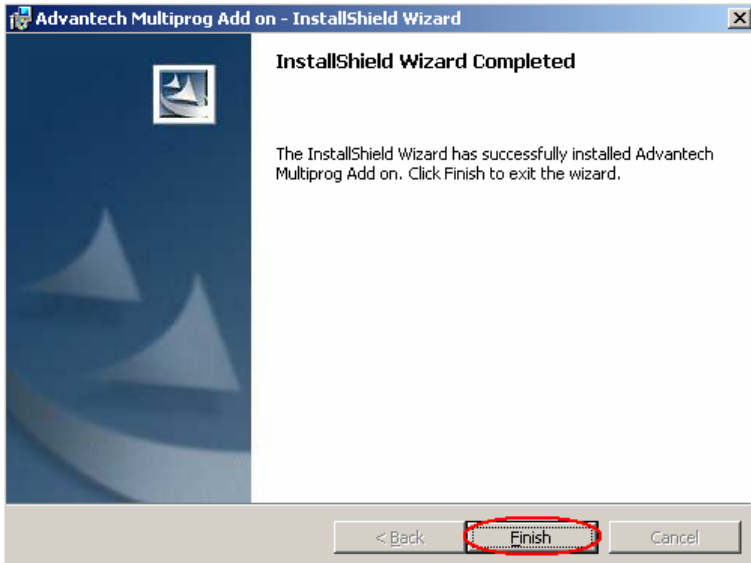 Advantech Multiprog Add on - InstallShield Wizard
InstallShield Wizard Completed
The InstallShield Wizard has successfully installed Advantech
Multiprog Add on. Click Finish to exit the wizard.
< Back Finish Cancel